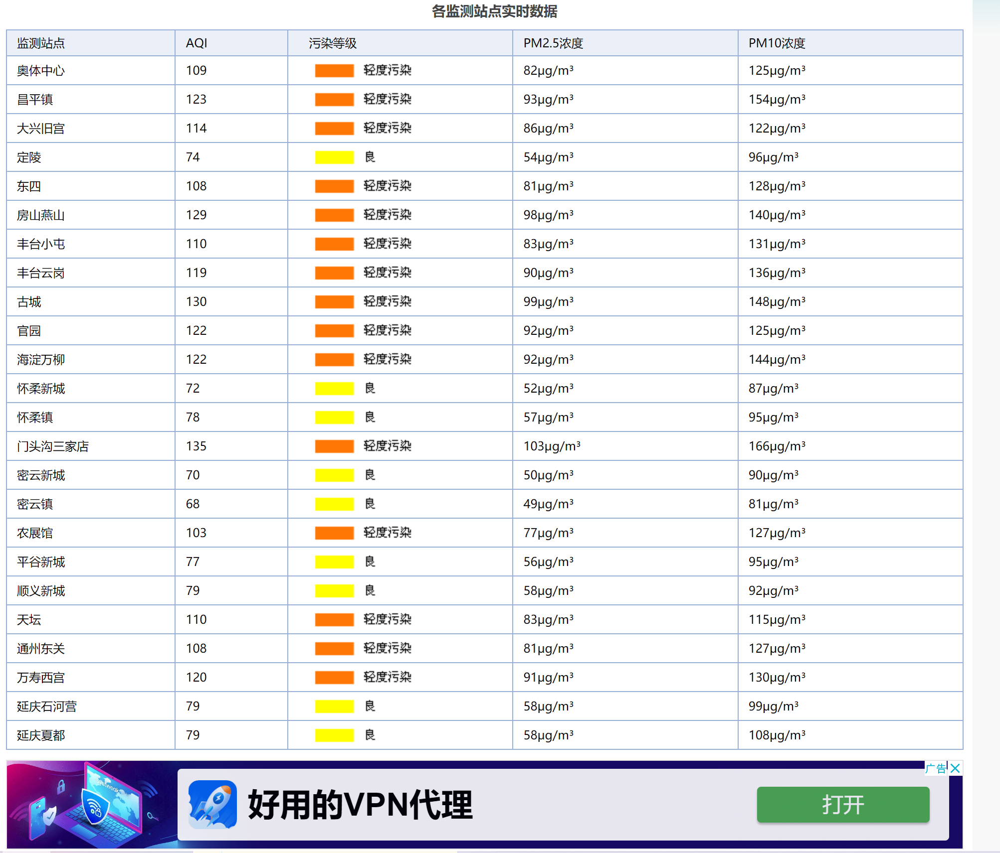 各监测站点实时数据
监测站点 AQI 污染等级 PM2.5浓度 PM10浓度
奥体中心 109 轻度污染 82μg/m³ 125μg/m³
昌平镇 123 轻度污染 93μg/m³ 154μg/m³
大兴旧宫 114 轻度污染 86μg/m³ 122μg/m³
定陵 74 良 54μg/m³ 96μg/m³
东四 108 轻度污染 81μg/m³ 128μg/m³
房山燕山 129 轻度污染 98μg/m³ 140μg/m³
丰台小屯 110 轻度污染 83μg/m³ 131μg/m³
丰台云岗 119 轻度污染 90μg/m³ 136μg/m³
古城 130 轻度污染 99μg/m³ 148μg/m³
官园 122 轻度污染 92μg/m³ 125μg/m³
海淀万柳 122 轻度污染 92μg/m³ 144μg/m³
怀柔新城 72 良 52μg/m³ 87μg/m³
怀柔镇 78 良 57μg/m³ 95μg/m³
门头沟三家店 135 轻度污染 103μg/m³ 166μg/m³
密云新城 70 良 50μg/m³ 90μg/m³
密云镇 68 良 49μg/m³ 81μg/m³
农展馆 103 轻度污染 77μg/m³ 127μg/m³
平谷新城 77 良 56μg/m³ 95μg/m³
顺义新城 79 良 58μg/m³ 92μg/m³
天坛 110 轻度污染 83μg/m³ 115μg/m³
通州东关 108 轻度污染 81μg/m³ 127μg/m³
万寿西宫 120 轻度污染 91μg/m³ 130μg/m³
延庆石河营 79 良 58μg/m³ 99μg/m³
延庆夏都 79 良 58μg/m³ 108μg/m³
广告
systweak
好用的VPN代理 打开